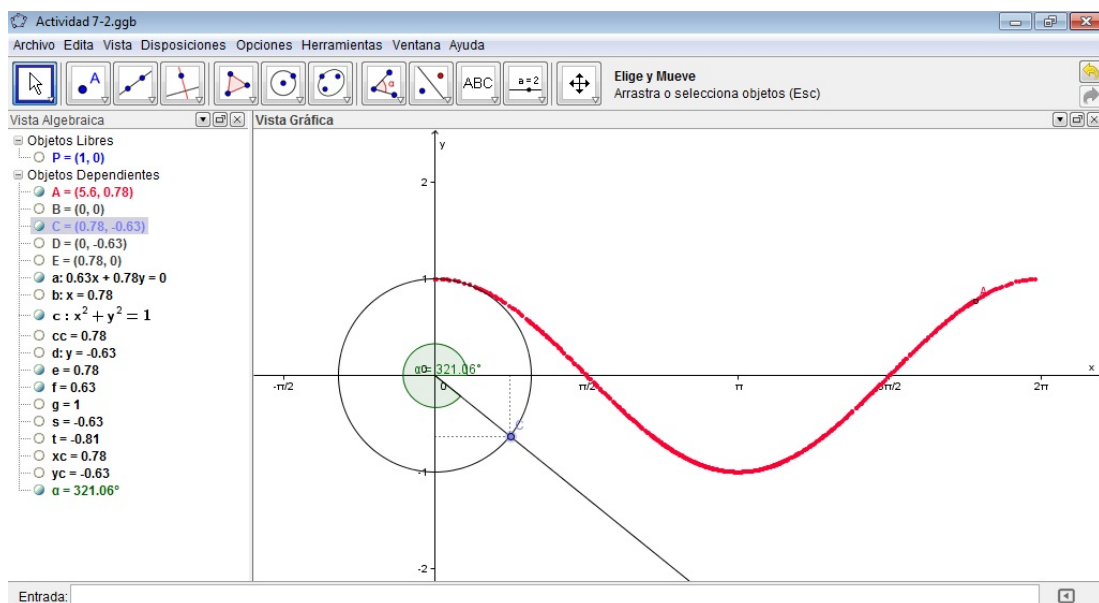 Actividad 7-2.ggb
Archivo Edita Vista Disposiciones Opciones Herramientas Ventana Ayuda
A
α
ABC
a=2
Elige y Mueve
Arrastra o selecciona objetos (Esc)
Vista Algebraica
Vista Gráfica
Objetos Libres
P = (1, 0)
Objetos Dependientes
A = (5.6, 0.78)
B = (0, 0)
C = (0.78, -0.63)
D = (0, -0.63)
E = (0.78, 0)
a: 0.63x + 0.78y = 0
b: x = 0.78
c : x² + y² = 1
cc = 0.78
d: y = -0.63
e = 0.78
f = 0.63
g = 1
s = -0.63
t = -0.81
xc = 0.78
yc = -0.63
α = 321.06°
y
2
1
A
α = 321.06°
0
x
-π/2
0
π/2
π
3π/2
2π
C
-1
-2
Entrada: